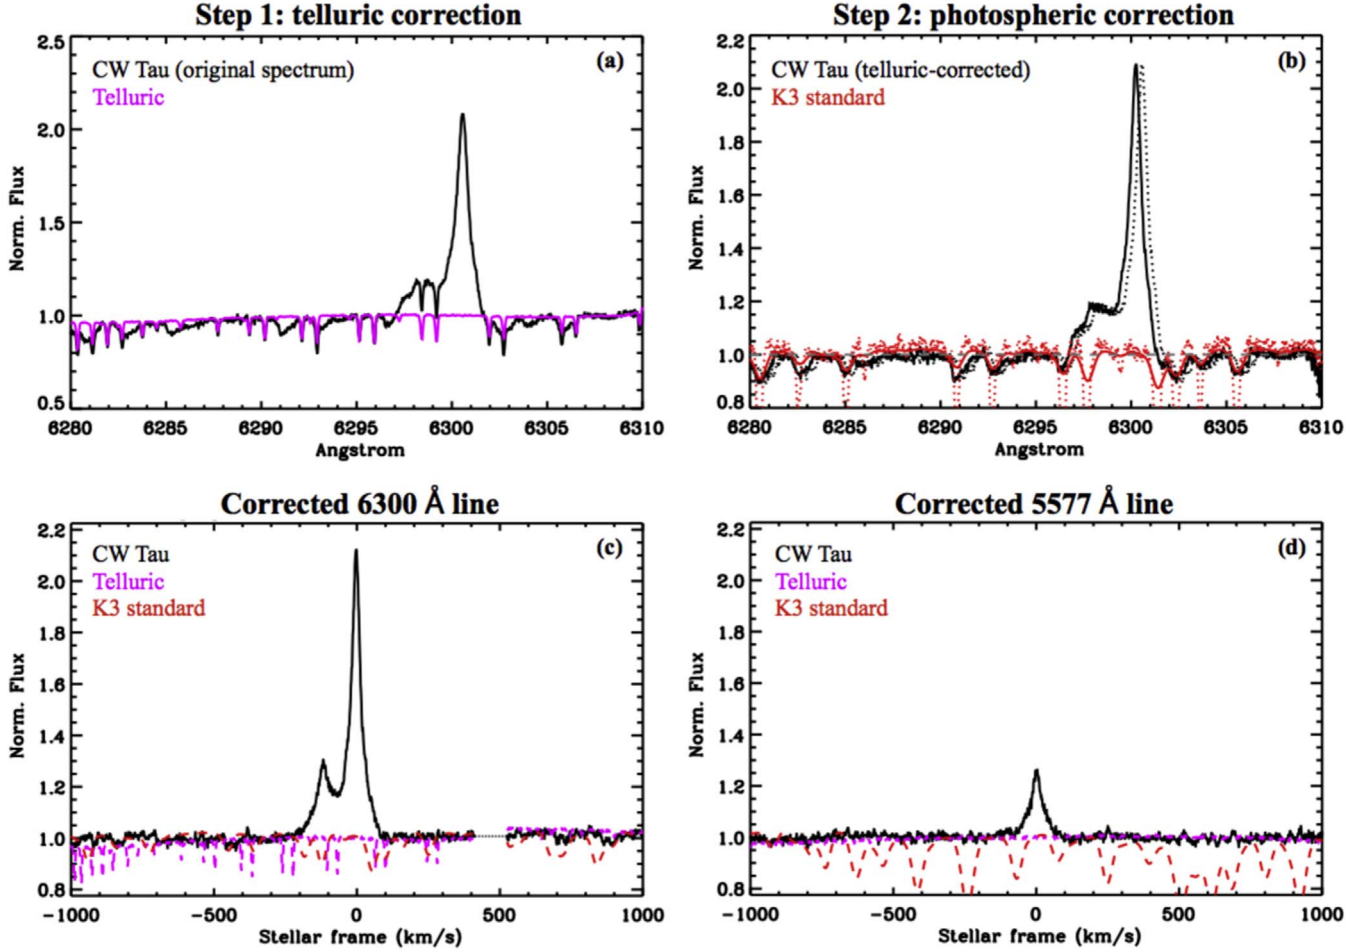 Step 1: telluric correction
Step 2: photospheric correction
2.5
2.0
1.5
1.0
0.5
Norm. Flux
CW Tau (original spectrum)
Telluric
(a)
6280 6285 6290 6295 6300 6305 6310
Angstrom
2.2
2.0
1.8
1.6
1.4
1.2
1.0
0.8
Norm. Flux
CW Tau (telluric-corrected)
K3 standard
(b)
6280 6285 6290 6295 6300 6305 6310
Angstrom
Corrected 6300 Å line
Corrected 5577 Å line
2.2
2.0
1.8
1.6
1.4
1.2
1.0
0.8
Norm. Flux
CW Tau
Telluric
K3 standard
(c)
-1000 -500 0 500 1000
Stellar frame (km/s)
2.2
2.0
1.8
1.6
1.4
1.2
1.0
0.8
Norm. Flux
CW Tau
Telluric
K3 standard
(d)
-1000 -500 0 500 1000
Stellar frame (km/s)